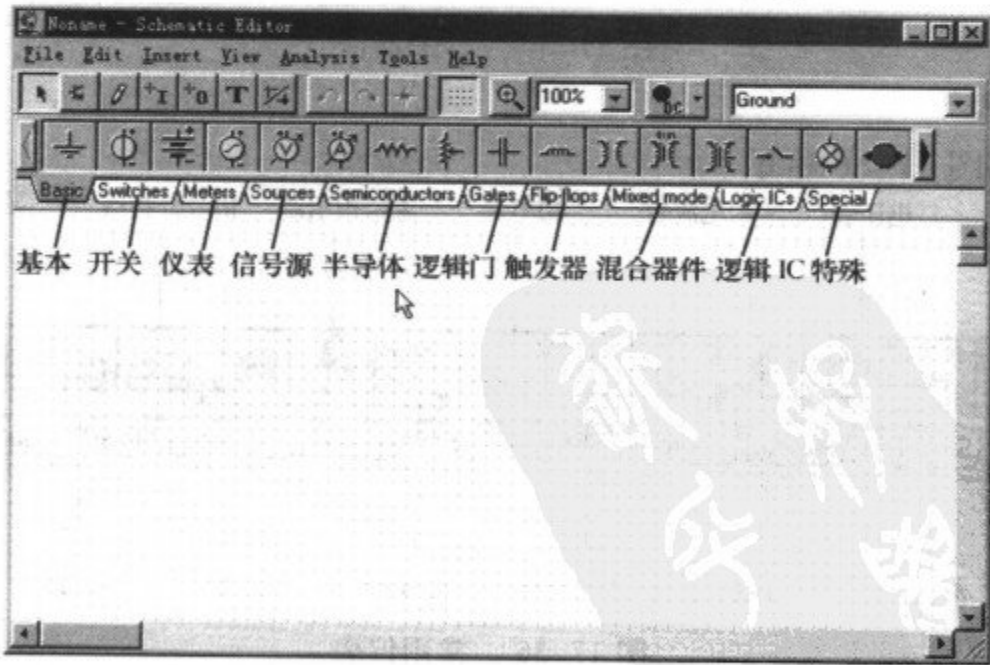 Noname - Schematic Editor
File Edit Insert View Analysis Tools Help
T 100% DC Ground
Basic Switches Meters Sources Semiconductors Gates Flip-flops Mixed mode Logic ICs Special
基本 开关 仪表 信号源 半导体 逻辑门 触发器 混合器件 逻辑 IC 特殊